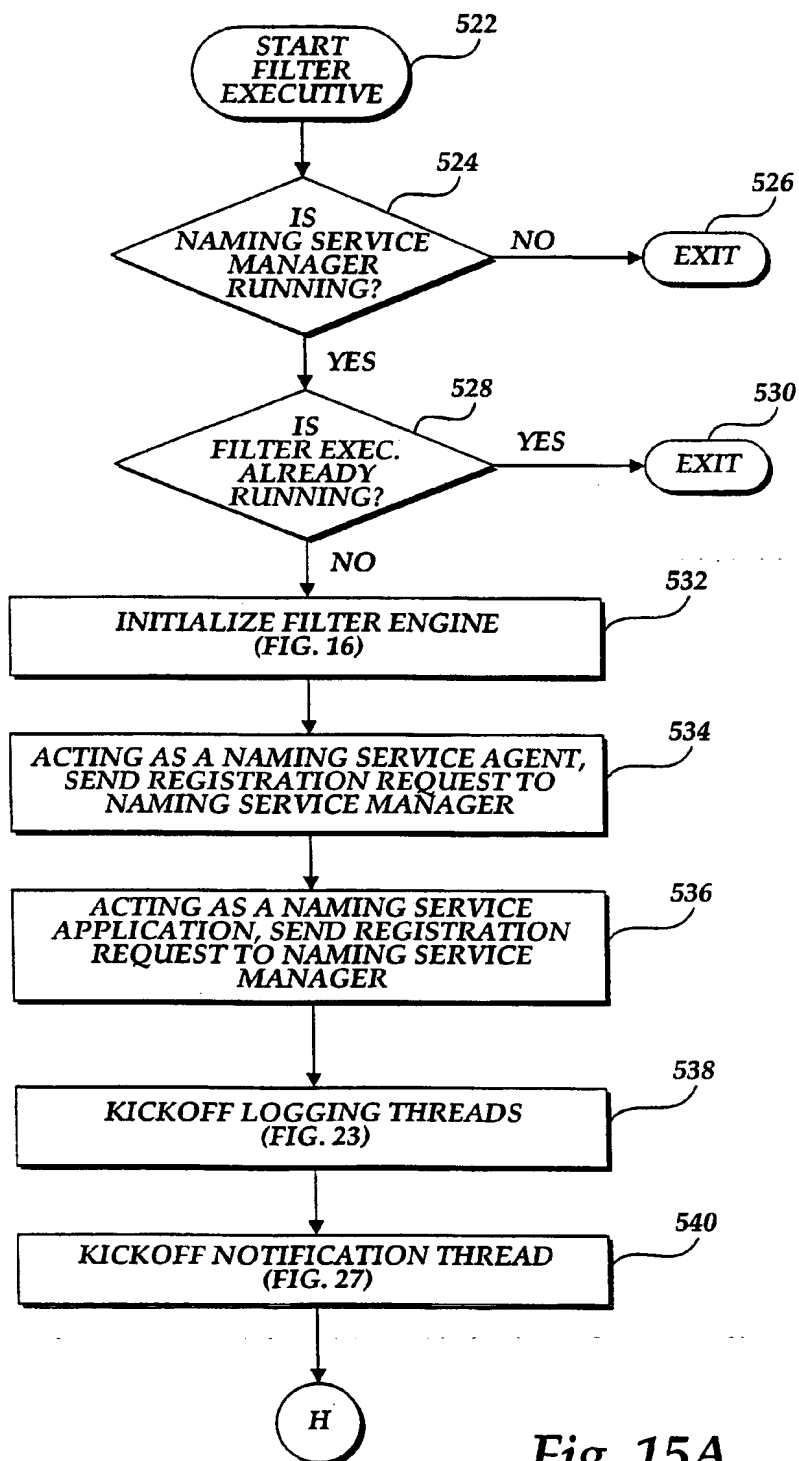 522
START
FILTER
EXECUTIVE
524
IS
NAMING SERVICE
MANAGER
RUNNING?
NO
526
EXIT
YES
528
IS
FILTER EXEC.
ALREADY
RUNNING?
YES
530
EXIT
NO
532
INITIALIZE FILTER ENGINE
(FIG. 16)
534
ACTING AS A NAMING SERVICE AGENT,
SEND REGISTRATION REQUEST TO
NAMING SERVICE MANAGER
536
ACTING AS A NAMING SERVICE
APPLICATION, SEND REGISTRATION
REQUEST TO NAMING SERVICE
MANAGER
538
KICKOFF LOGGING THREADS
(FIG. 23)
540
KICKOFF NOTIFICATION THREAD
(FIG. 27)
H
Fig. 15A